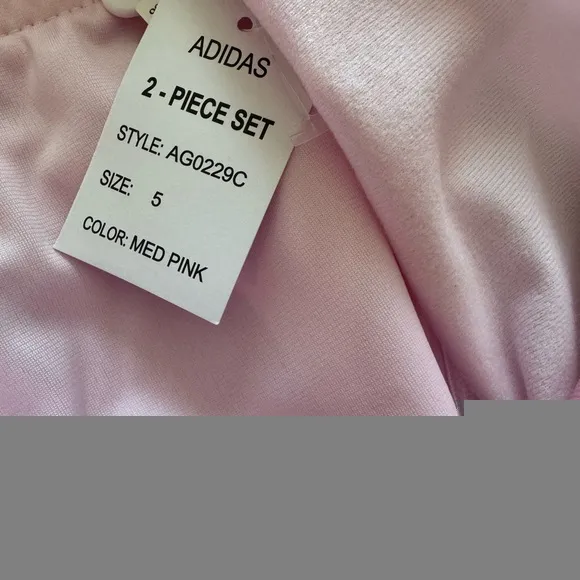 ADIDAS
2 - PIECE SET
STYLE: AG0229C
SIZE: 5
COLOR: MED PINK